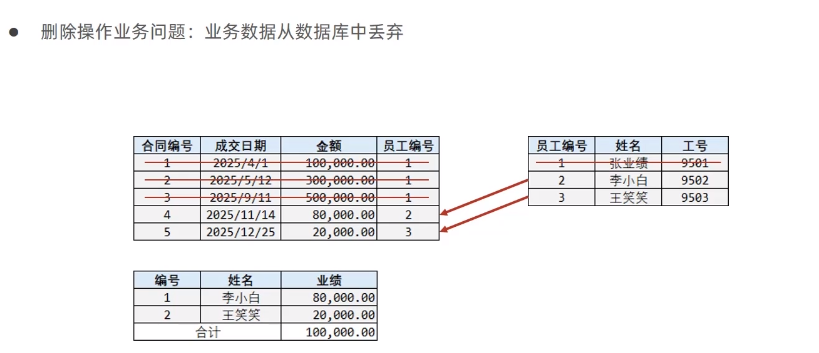 ● 删除操作业务问题：业务数据从数据库中丢弃
合同编号 成交日期 金额 员工编号
1 2025/4/1 100,000.00 1
2 2025/5/12 300,000.00 1
3 2025/9/11 500,000.00 1
4 2025/11/14 80,000.00 2
5 2025/12/25 20,000.00 3
员工编号 姓名 工号
1 张业绩 9501
2 李小白 9502
3 王笑笑 9503
编号 姓名 业绩
1 李小白 80,000.00
2 王笑笑 20,000.00
合计 100,000.00